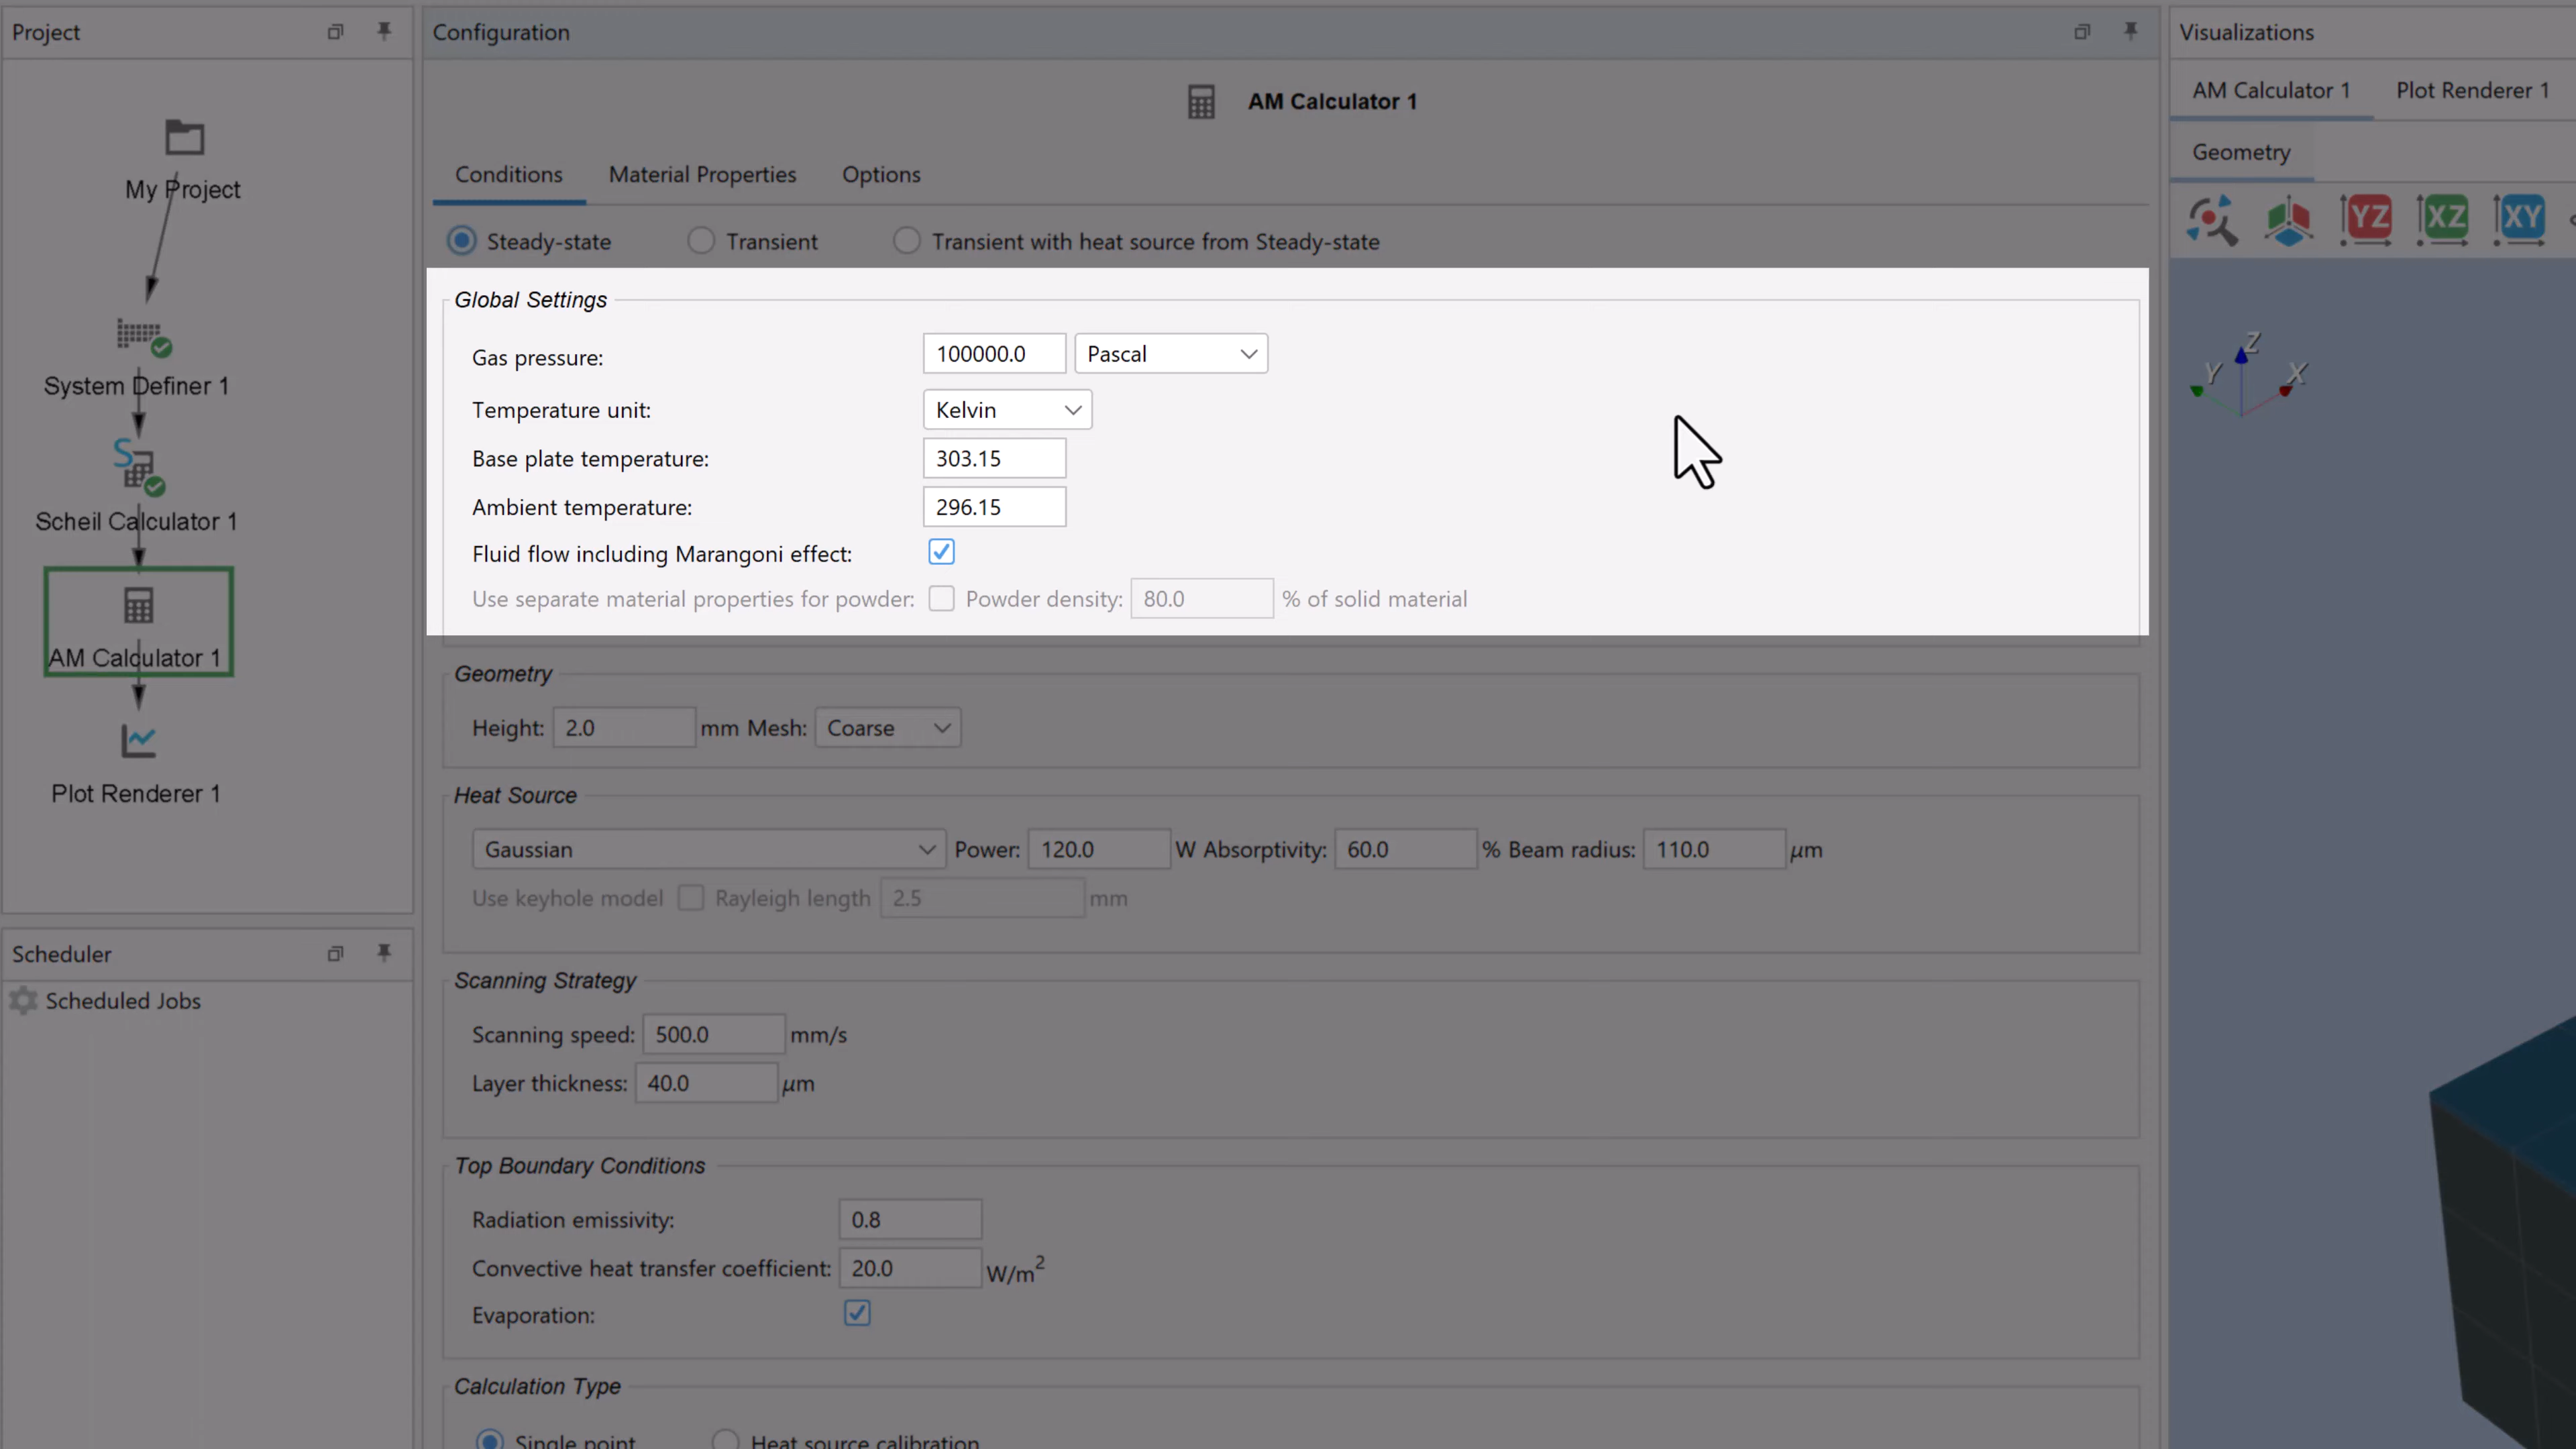 Project
My Project
System Definer 1
Scheil Calculator 1
AM Calculator 1
Plot Renderer 1
Scheduler
Scheduled Jobs
Configuration
AM Calculator 1
Conditions Material Properties Options
Steady-state Transient Transient with heat source from Steady-state
Global Settings
Gas pressure: 100000.0 Pascal
Temperature unit: Kelvin
Base plate temperature: 303.15
Ambient temperature: 296.15
Fluid flow including Marangoni effect:
Use separate material properties for powder: Powder density: 80.0 % of solid material
Geometry
Height: 2.0 mm Mesh: Coarse
Heat Source
Gaussian Power: 120.0 W Absorptivity: 60.0 % Beam radius: 110.0 μm
Use keyhole model Rayleigh length 2.5 mm
Scanning Strategy
Scanning speed: 500.0 mm/s
Layer thickness: 40.0 μm
Top Boundary Conditions
Radiation emissivity: 0.8
Convective heat transfer coefficient: 20.0 W/m²
Evaporation:
Calculation Type
Single point Heat source calibration
Visualizations
AM Calculator 1 Plot Renderer 1
Geometry
YZ XZ XY
Z
Y X